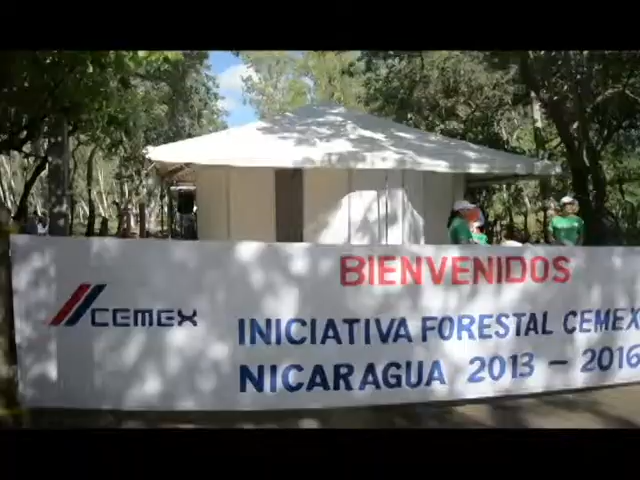 BIENVENIDOS
CEMEX
INICIATIVA FORESTAL CEMEX
NICARAGUA 2013 - 2016